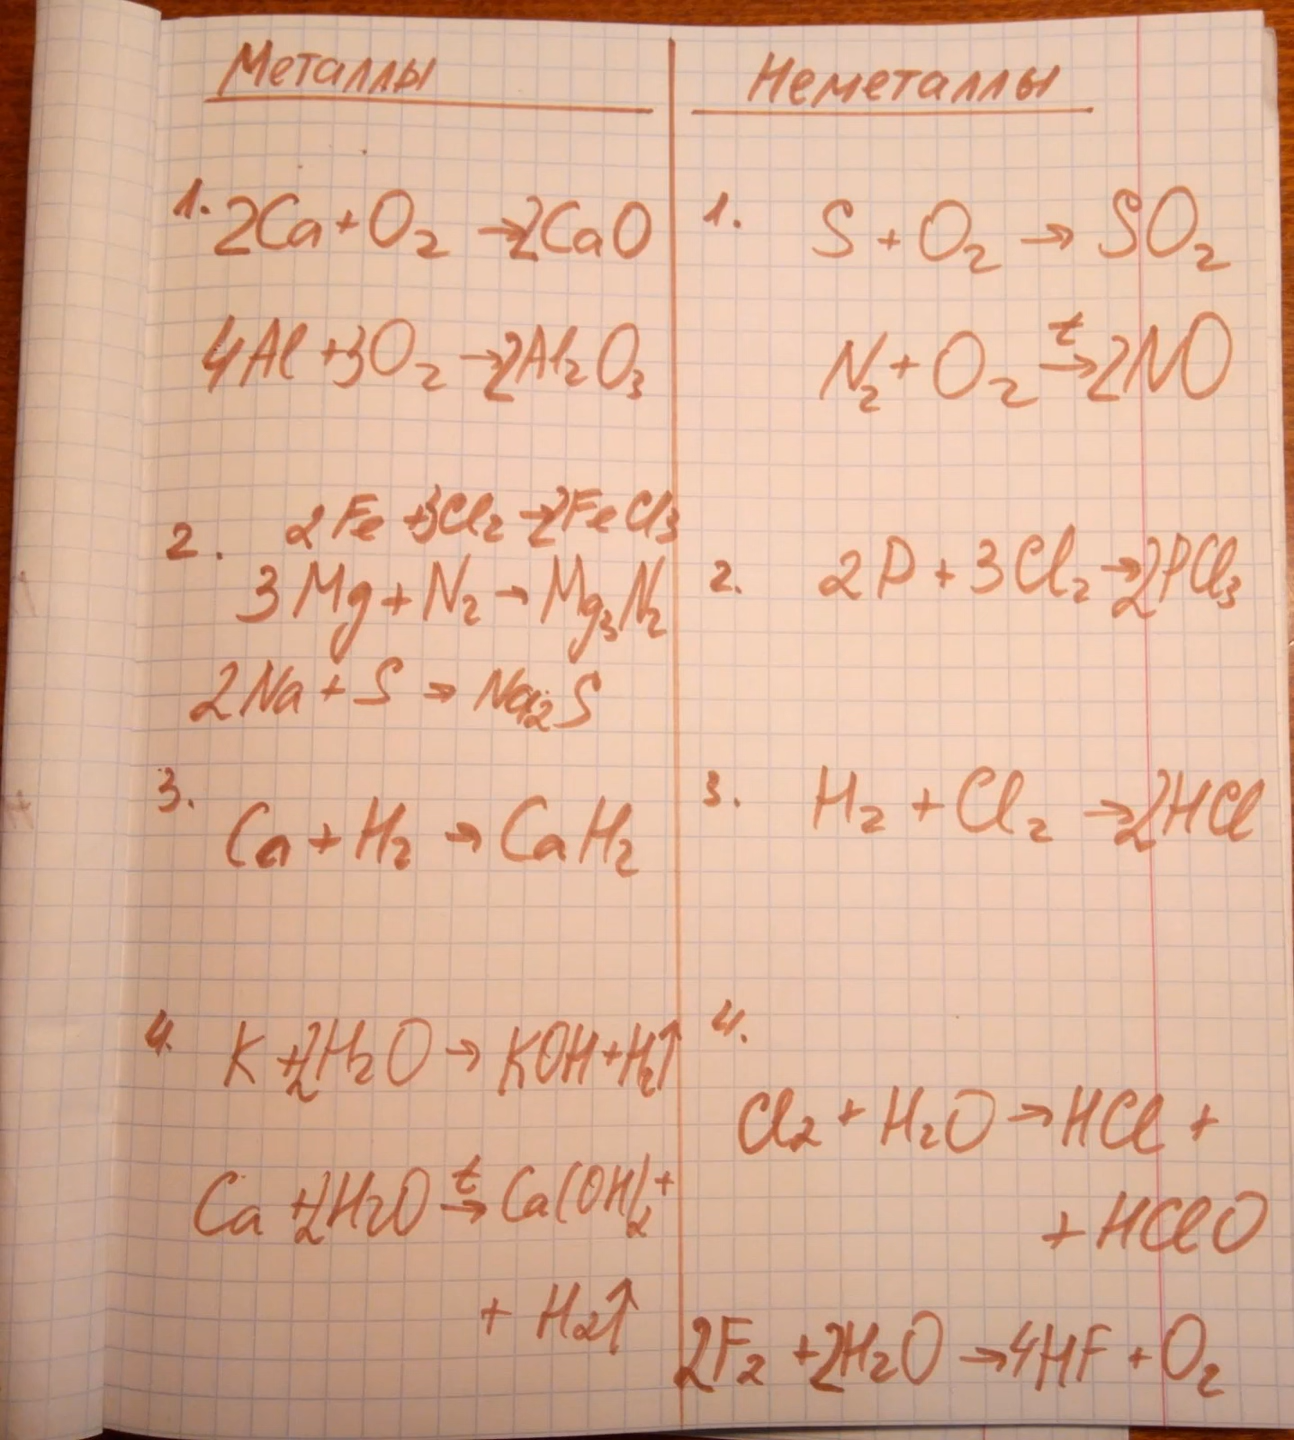 Металлы
1. 2Ca + O₂ → 2CaO
4Al + 3O₂ → 2Al₂O₃
2. 2Fe + 3Cl₂ → 2FeCl₃
3Mg + N₂ → Mg₃N₂
2Na + S → Na₂S
3. Ca + H₂ → CaH₂
4. K + 2H₂O → KOH + H₂↑
Ca + 2H₂O →ᵗ Ca(OH)₂ +
+ H₂↑
Неметаллы
1. S + O₂ → SO₂
N₂ + O₂ →ᵗ 2NO
2. 2P + 3Cl₂ → 2PCl₃
3. H₂ + Cl₂ → 2HCl
4.
Cl₂ + H₂O → HCl +
+ HClO
2F₂ + 2H₂O → 4HF + O₂